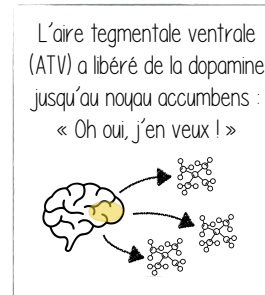 L'aire tegmentale ventrale
(ATV) a libéré de la dopamine
jusqu'au noyau accumbens :
« Oh oui, j'en veux ! »